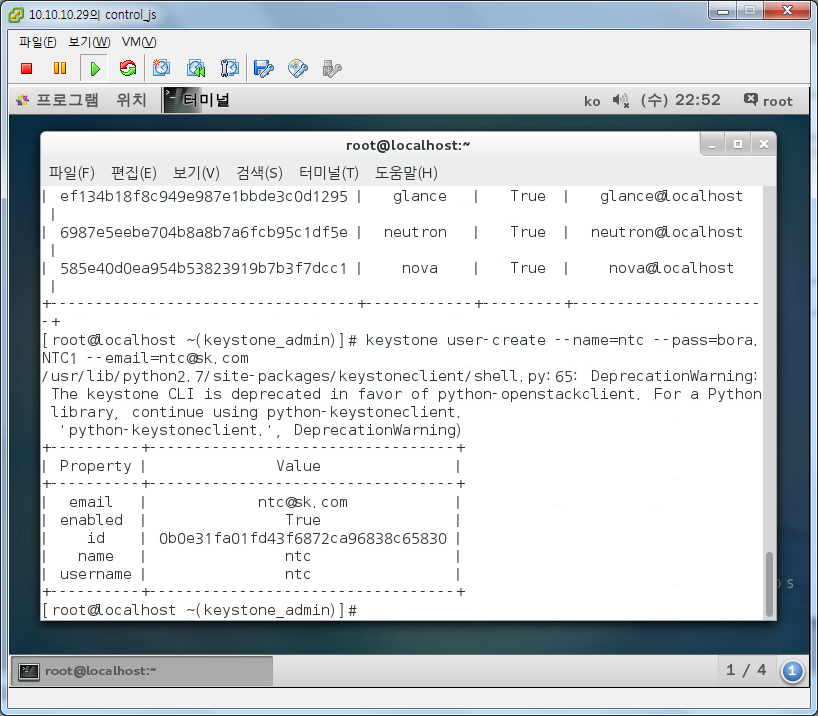 10.10.10.29의 control_js
파일(F) 보기(W) VM(V)
프로그램 위치 터미널 ko (수) 22:52 root
root@localhost:~
파일(F) 편집(E) 보기(V) 검색(S) 터미널(T) 도움말(H)
| ef134b18f8c949e987e1bbde3c0d1295 | glance | True | glance@localhost
|
| 6987e5eebe704b8a8b7a6fcb95c1df5e | neutron | True | neutron@localhost
|
| 585e40d0ea954b53823919b7b3f7dcc1 | nova | True | nova@localhost
|
+----------------------------------+------------+---------+---------------------
-+
[root@localhost ~(keystone_admin)]# keystone user-create --name=ntc --pass=bora.
NTC1 --email=ntc@sk.com
/usr/lib/python2.7/site-packages/keystoneclient/shell.py:65: DeprecationWarning:
The keystone CLI is deprecated in favor of python-openstackclient. For a Python
library, continue using python-keystoneclient.
'python-keystoneclient.', DeprecationWarning)
+----------+----------------------------------+
| Property | Value |
+----------+----------------------------------+
| email | ntc@sk.com |
| enabled | True |
| id | 0b0e31fa01fd43f6872ca96838c65830 |
| name | ntc |
| username | ntc |
+----------+----------------------------------+
[root@localhost ~(keystone_admin)]#
root@localhost:~ 1 / 4 1